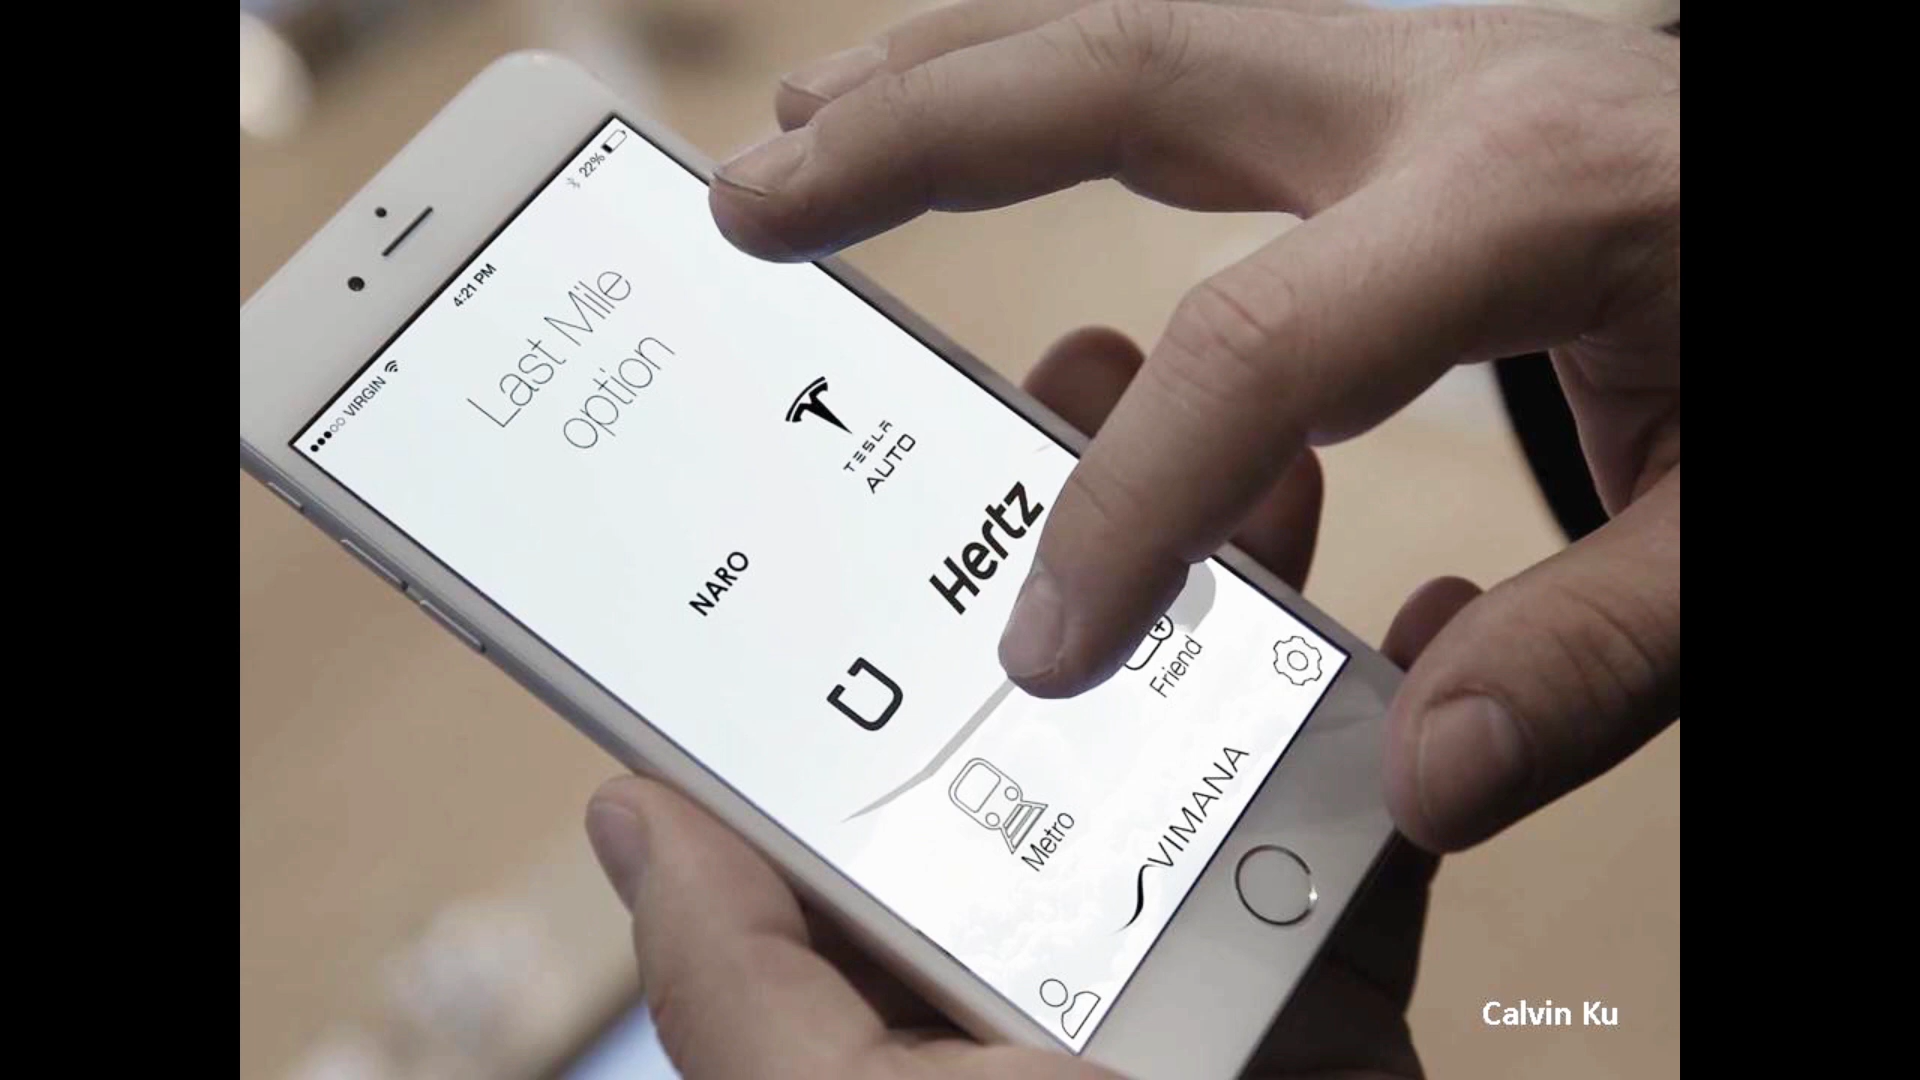 ●●●○○ VIRGIN
4:21 PM
22%
Last Mile
option
TESLA
AUTO
NARO
Hertz
Friend
Metro
VIMANA
Calvin Ku